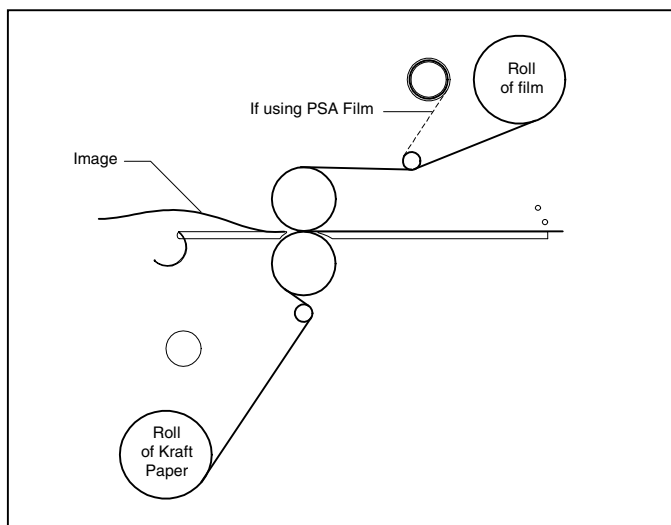 Roll
of film
If using PSA Film
Image
Roll
of Kraft
Paper